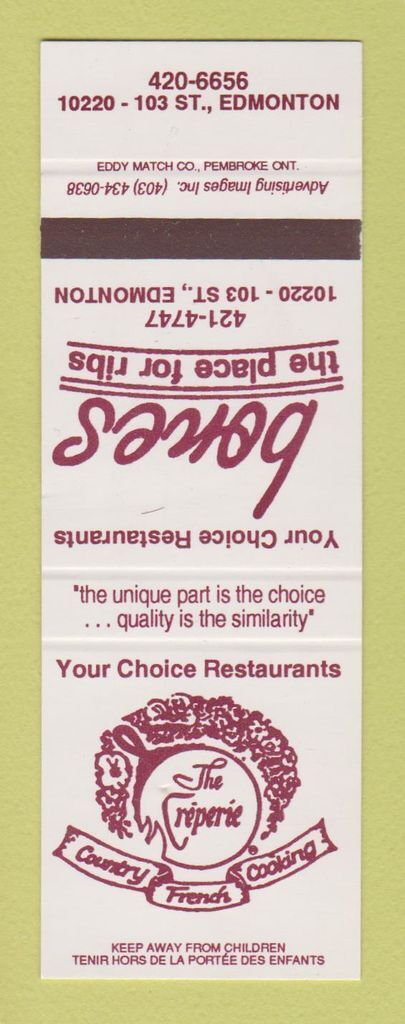 420-6656
10220 - 103 ST., EDMONTON
EDDY MATCH CO., PEMBROKE ONT.
Advertising Images Inc. (403) 434-0638
Your Choice Restaurants
bones
the place for ribs
421-4747
10220 - 103 ST., EDMONTON
"the unique part is the choice
. . . quality is the similarity"
Your Choice Restaurants
The
Crêperie
®
Country French Cooking
KEEP AWAY FROM CHILDREN
TENIR HORS DE LA PORTÉE DES ENFANTS